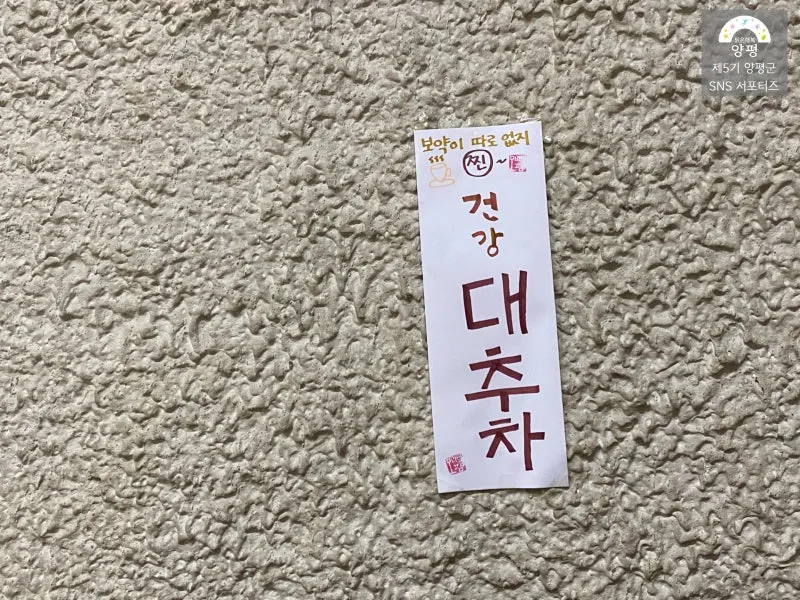 보약이 따로 없지
찐~
건
강
대
추
차
양평
제5기 양평군
SNS 서포터즈